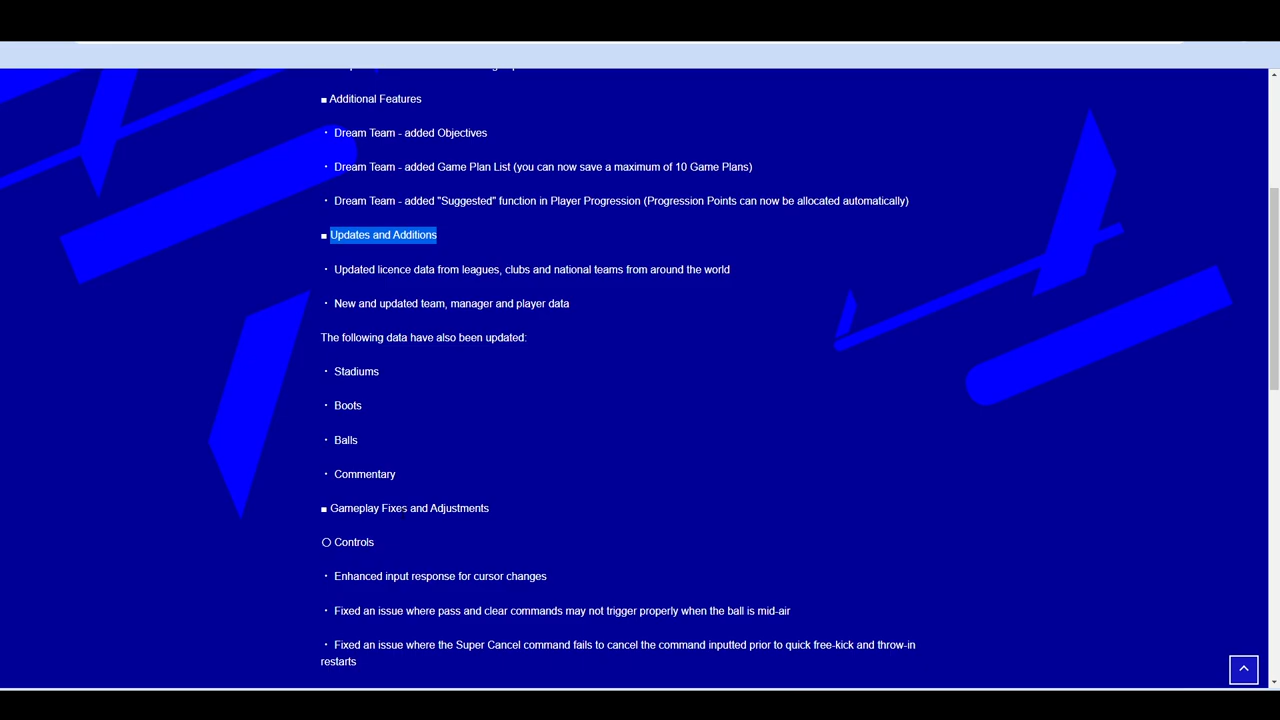 ■ Additional Features
・ Dream Team - added Objectives
・ Dream Team - added Game Plan List (you can now save a maximum of 10 Game Plans)
・ Dream Team - added "Suggested" function in Player Progression (Progression Points can now be allocated automatically)
■ Updates and Additions
・ Updated licence data from leagues, clubs and national teams from around the world
・ New and updated team, manager and player data
The following data have also been updated:
・ Stadiums
・ Boots
・ Balls
・ Commentary
■ Gameplay Fixes and Adjustments
〇 Controls
・ Enhanced input response for cursor changes
・ Fixed an issue where pass and clear commands may not trigger properly when the ball is mid-air
・ Fixed an issue where the Super Cancel command fails to cancel the command inputted prior to quick free-kick and throw-in
restarts